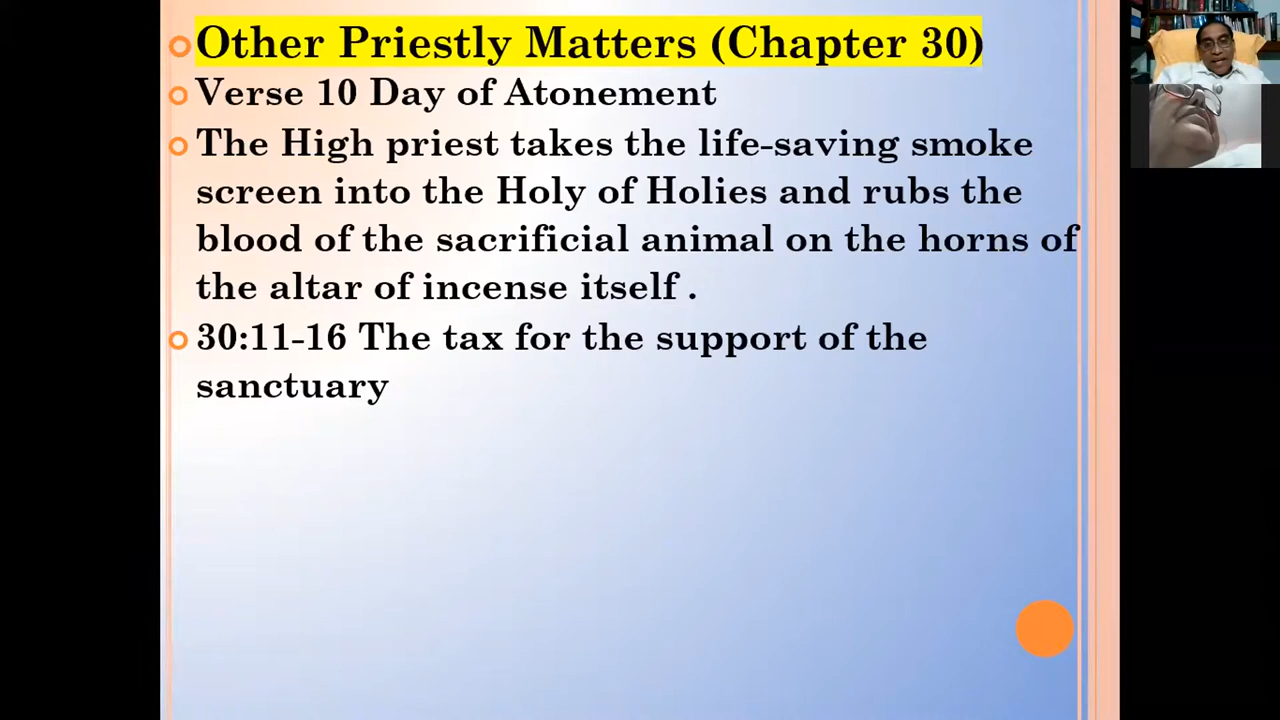 Other Priestly Matters (Chapter 30)
Verse 10 Day of Atonement
The High priest takes the life-saving smoke
screen into the Holy of Holies and rubs the
blood of the sacrificial animal on the horns of
the altar of incense itself .
30:11-16 The tax for the support of the
sanctuary